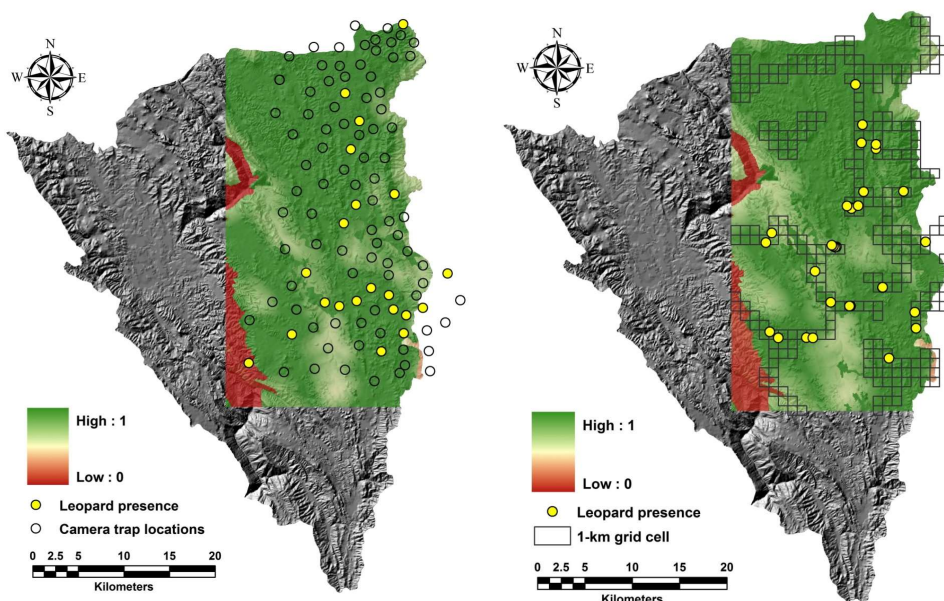 N
W E
S
High : 1
Low : 0
Leopard presence
Camera trap locations
0 2.5 5 10 15 20
Kilometers
N
W E
S
High : 1
Low : 0
Leopard presence
1-km grid cell
0 2.5 5 10 15 20
Kilometers